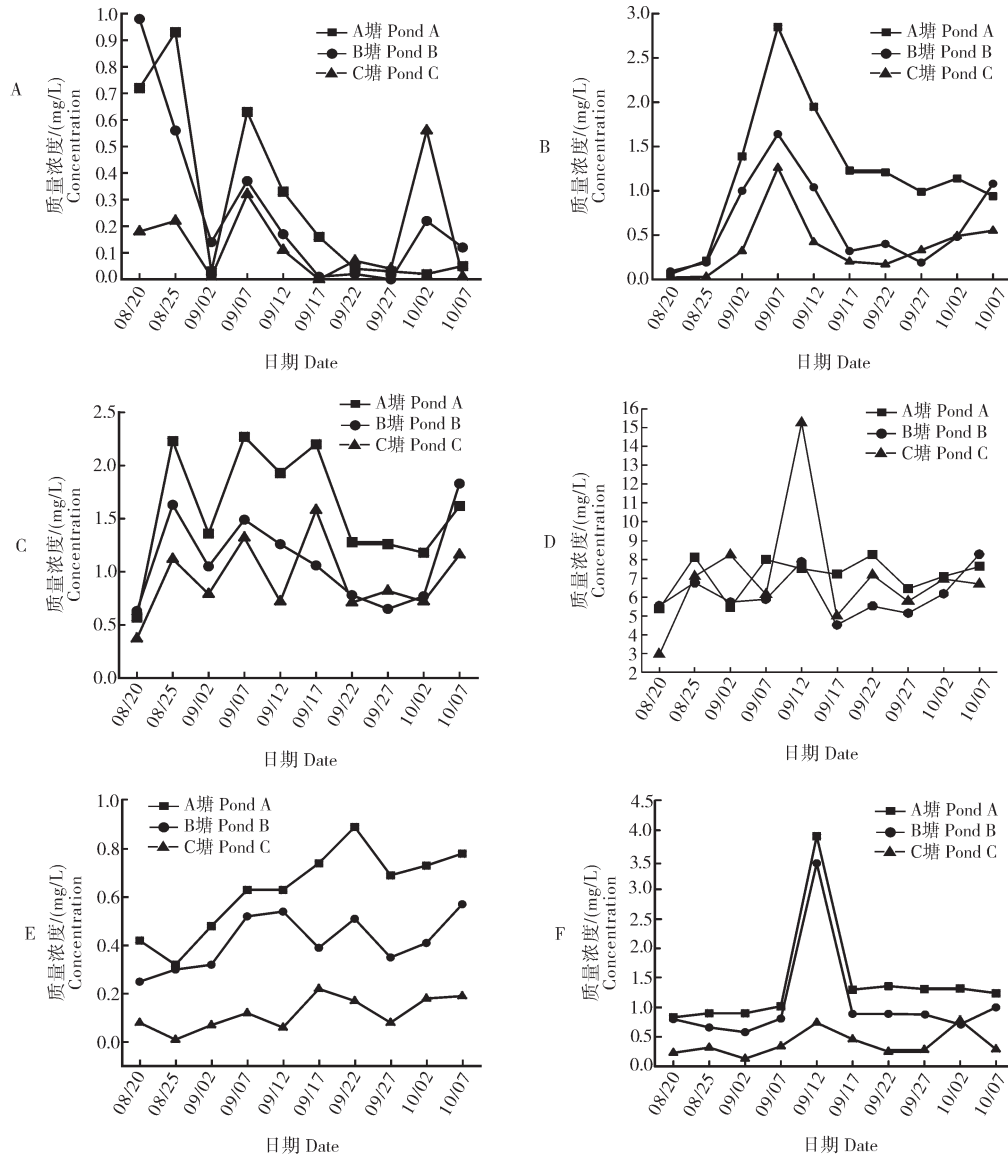 A
质量浓度/(mg/L)
Concentration
1.0
0.9
0.8
0.7
0.6
0.5
0.4
0.3
0.2
0.1
0.0
A塘 Pond A
B塘 Pond B
C塘 Pond C
08/20 08/25 09/02 09/07 09/12 09/17 09/22 09/27 10/02 10/07
日期 Date
B
质量浓度/(mg/L)
Concentration
3.0
2.5
2.0
1.5
1.0
0.5
0.0
A塘 Pond A
B塘 Pond B
C塘 Pond C
08/20 08/25 09/02 09/07 09/12 09/17 09/22 09/27 10/02 10/07
日期 Date
C
质量浓度/(mg/L)
Concentration
2.5
2.0
1.5
1.0
0.5
0.0
A塘 Pond A
B塘 Pond B
C塘 Pond C
08/20 08/25 09/02 09/07 09/12 09/17 09/22 09/27 10/02 10/07
日期 Date
D
质量浓度/(mg/L)
Concentration
16
15
14
13
12
11
10
9
8
7
6
5
4
3
2
A塘 Pond A
B塘 Pond B
C塘 Pond C
08/20 08/25 09/02 09/07 09/12 09/17 09/22 09/27 10/02 10/07
日期 Date
E
质量浓度/(mg/L)
Concentration
1.0
0.8
0.6
0.4
0.2
0.0
A塘 Pond A
B塘 Pond B
C塘 Pond C
08/20 08/25 09/02 09/07 09/12 09/17 09/22 09/27 10/02 10/07
日期 Date
F
质量浓度/(mg/L)
Concentration
4.5
4.0
3.5
3.0
2.5
2.0
1.5
1.0
0.5
0.0
A塘 Pond A
B塘 Pond B
C塘 Pond C
08/20 08/25 09/02 09/07 09/12 09/17 09/22 09/27 10/02 10/07
日期 Date